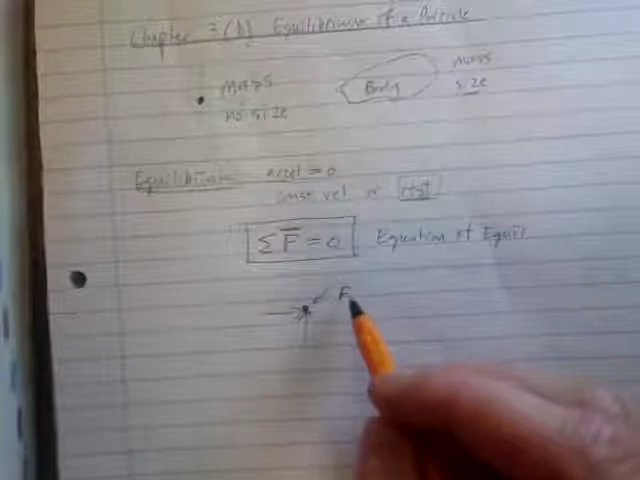 Chapter 3(b) Equilibrium of a Particle
mass
no size
Body
mass
size
Equilibrium accel = 0
const vel. or rest
Σ F̅ = 0 Equation of Equil
F